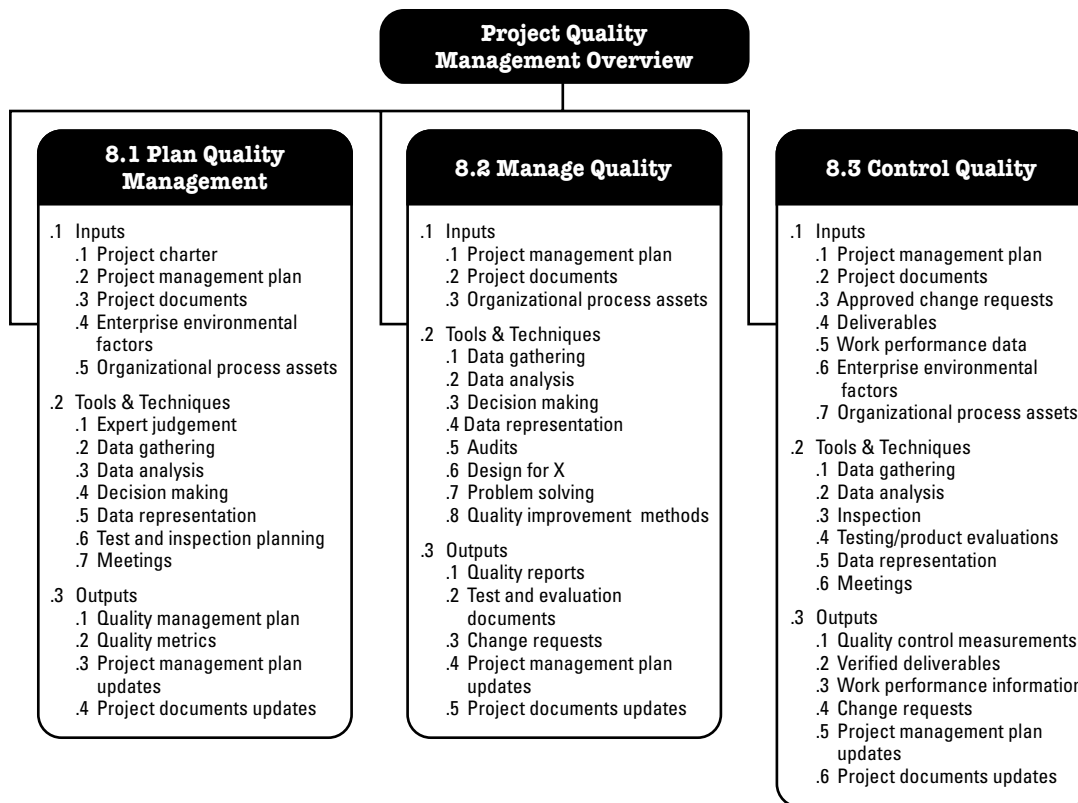 Project Quality
Management Overview
8.1 Plan Quality
Management
.1 Inputs
.1 Project charter
.2 Project management plan
.3 Project documents
.4 Enterprise environmental
factors
.5 Organizational process assets
.2 Tools & Techniques
.1 Expert judgement
.2 Data gathering
.3 Data analysis
.4 Decision making
.5 Data representation
.6 Test and inspection planning
.7 Meetings
.3 Outputs
.1 Quality management plan
.2 Quality metrics
.3 Project management plan
updates
.4 Project documents updates
8.2 Manage Quality
.1 Inputs
.1 Project management plan
.2 Project documents
.3 Organizational process assets
.2 Tools & Techniques
.1 Data gathering
.2 Data analysis
.3 Decision making
.4 Data representation
.5 Audits
.6 Design for X
.7 Problem solving
.8 Quality improvement methods
.3 Outputs
.1 Quality reports
.2 Test and evaluation
documents
.3 Change requests
.4 Project management plan
updates
.5 Project documents updates
8.3 Control Quality
.1 Inputs
.1 Project management plan
.2 Project documents
.3 Approved change requests
.4 Deliverables
.5 Work performance data
.6 Enterprise environmental
factors
.7 Organizational process assets
.2 Tools & Techniques
.1 Data gathering
.2 Data analysis
.3 Inspection
.4 Testing/product evaluations
.5 Data representation
.6 Meetings
.3 Outputs
.1 Quality control measurements
.2 Verified deliverables
.3 Work performance information
.4 Change requests
.5 Project management plan
updates
.6 Project documents updates